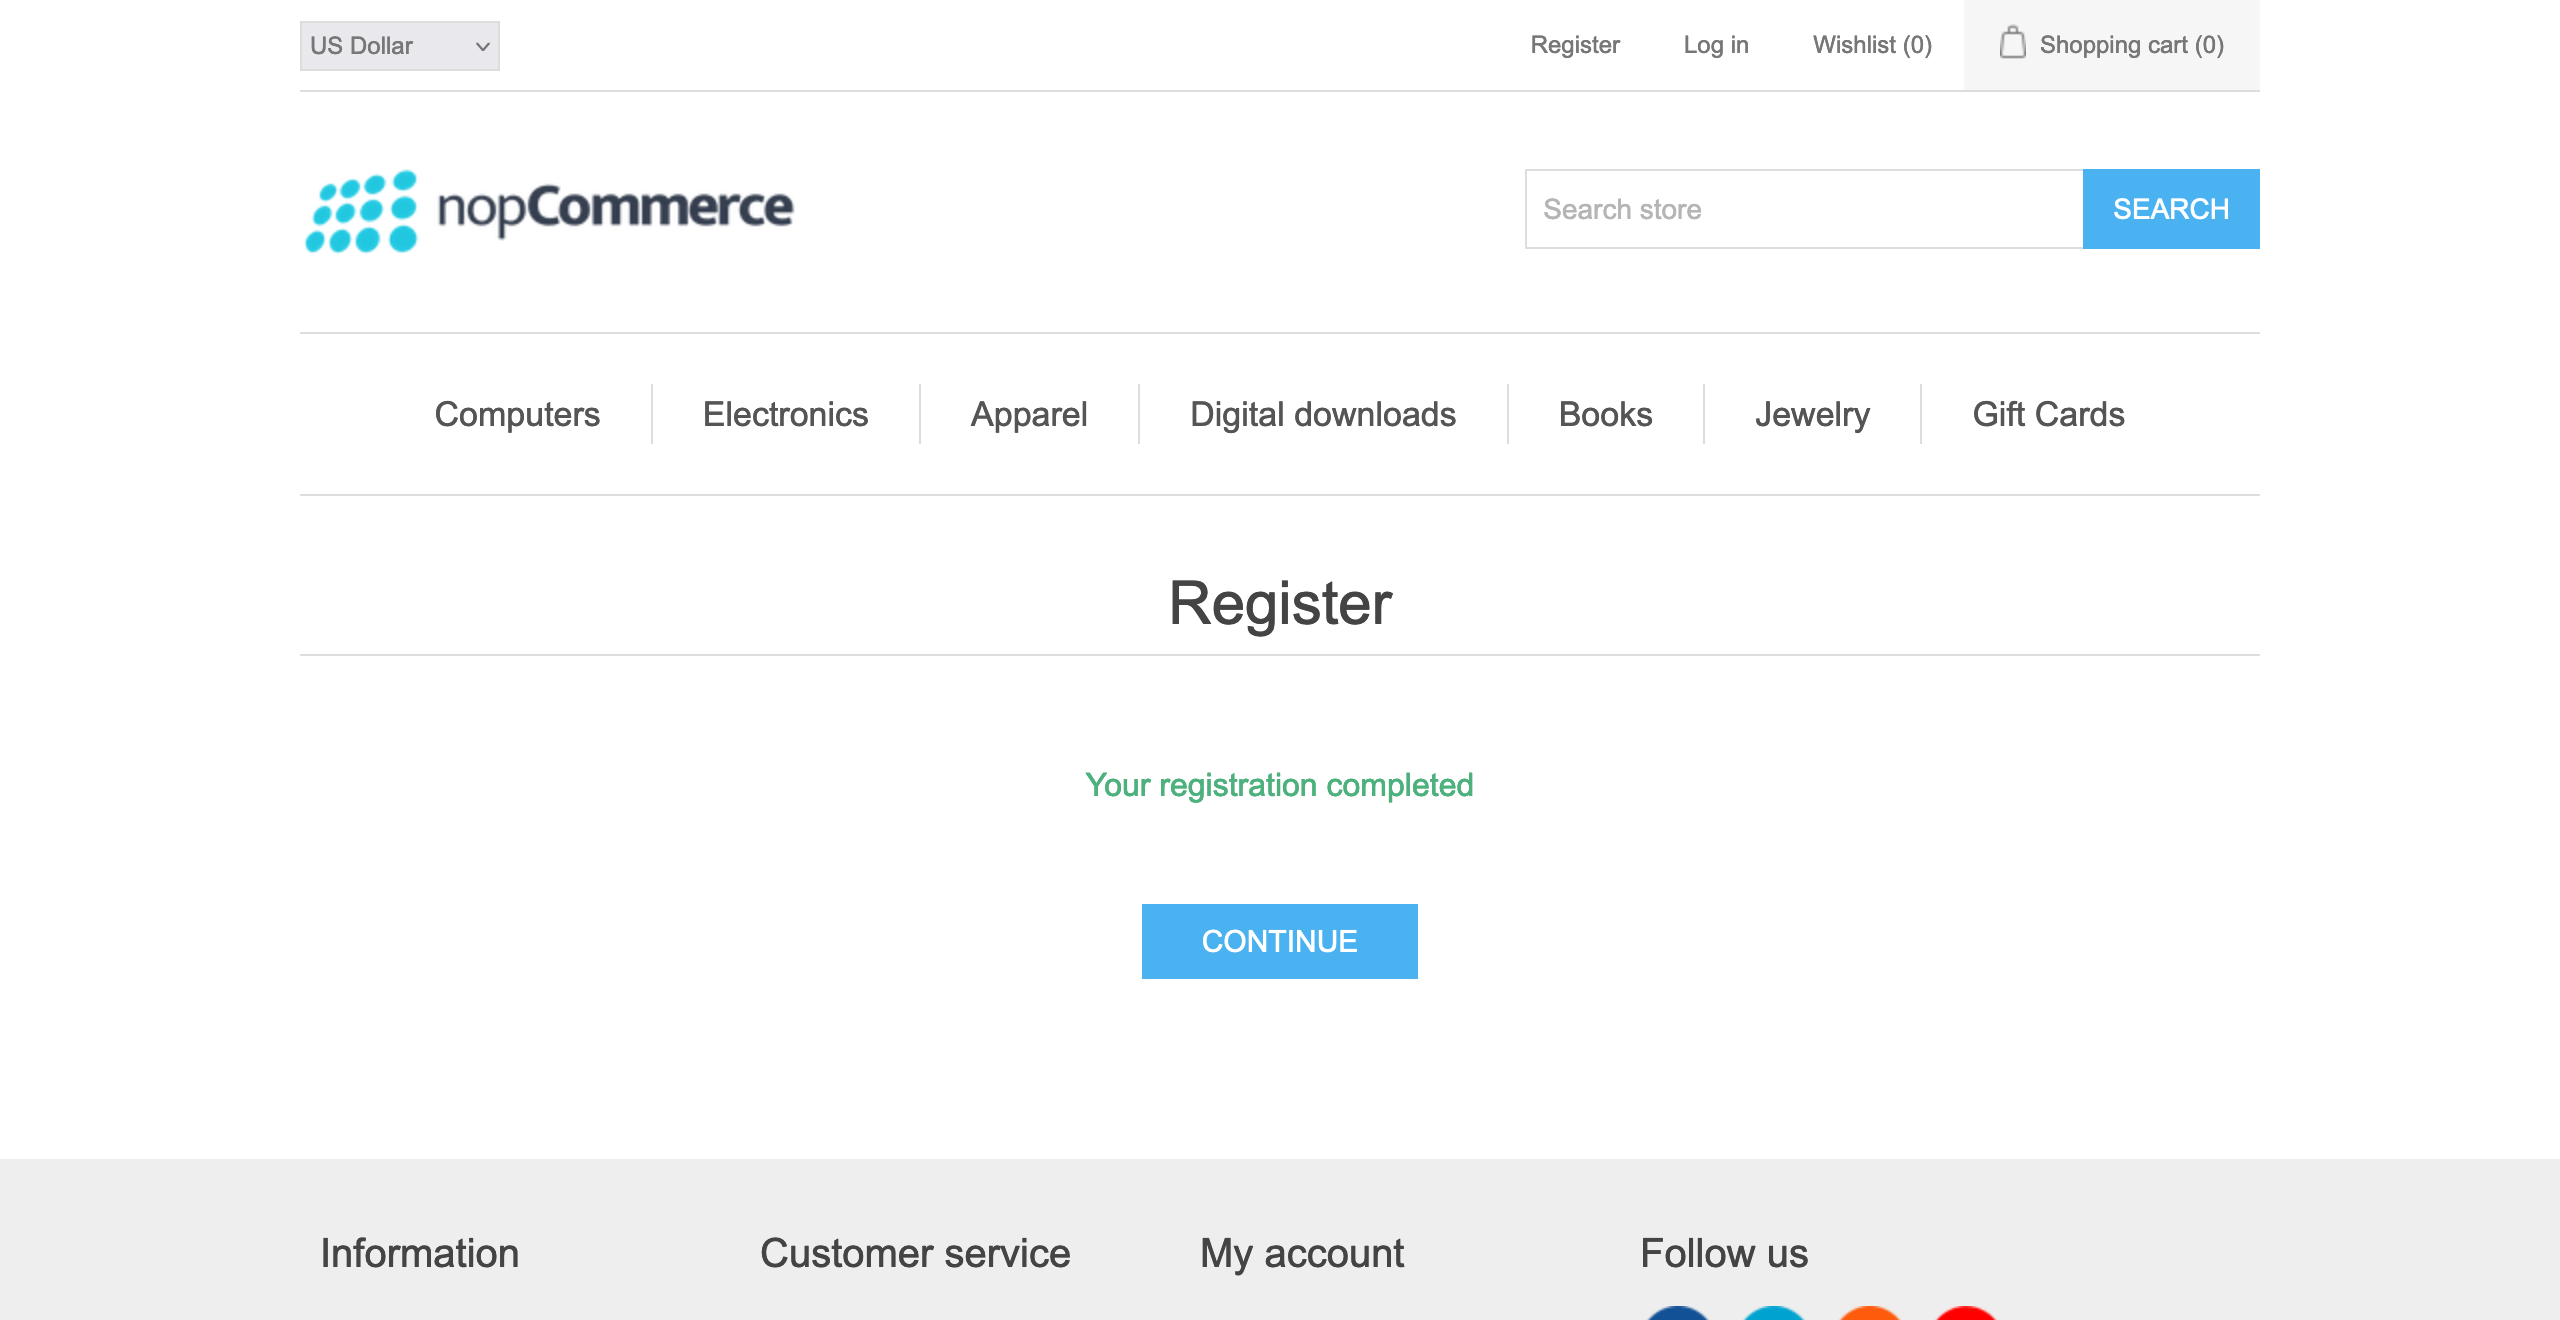 US Dollar
Register
Log in
Wishlist (0)
Shopping cart (0)
nopCommerce
Search store
SEARCH
Computers
Electronics
Apparel
Digital downloads
Books
Jewelry
Gift Cards
Register
Your registration completed
CONTINUE
Information
Customer service
My account
Follow us